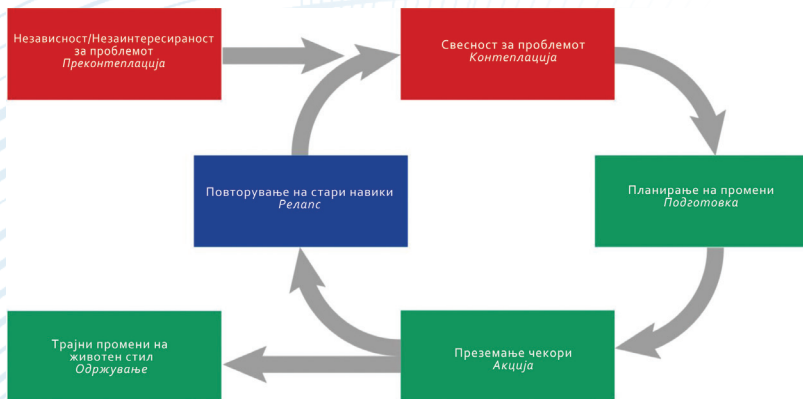 Независност/Незаинтересираност
за проблемот
Преконтеплација
Свесност за проблемот
Контеплација
Повторување на стари навики
Релапс
Планирање на промени
Подготовка
Трајни промени на
животен стил
Одржување
Преземање чекори
Акција